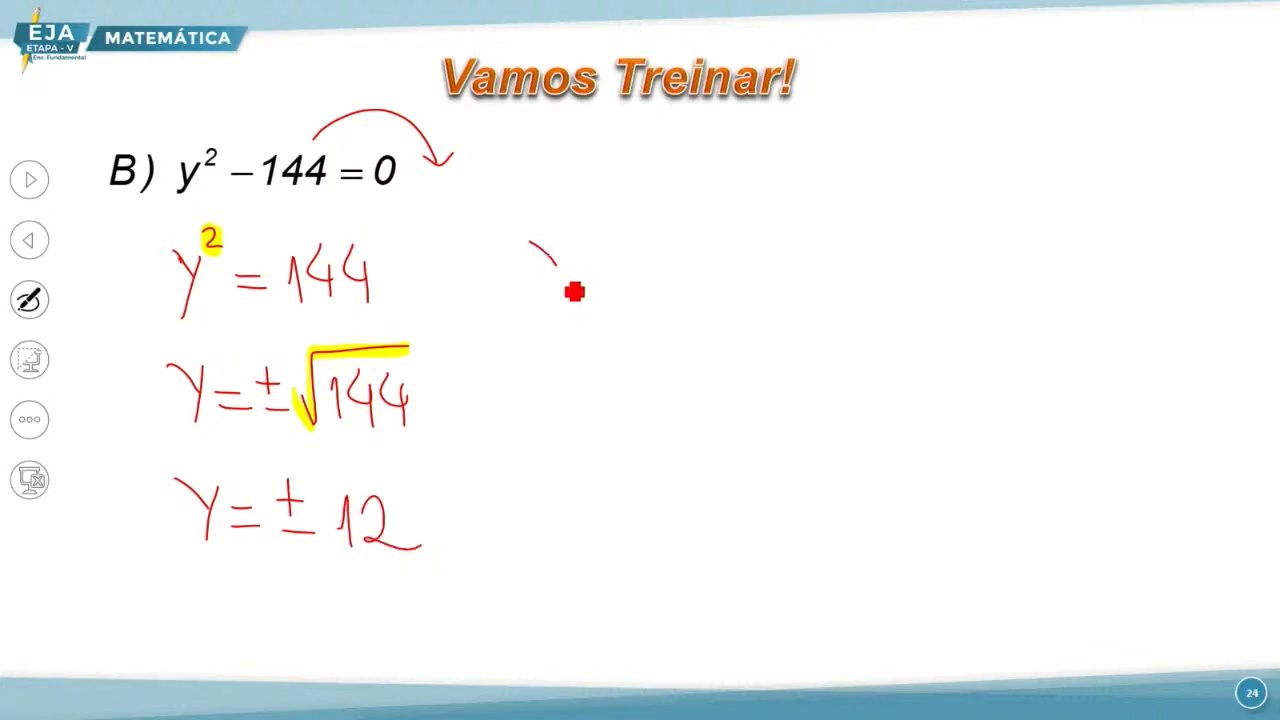 EJA
ETAPA - V
Ens. Fundamental
MATEMÁTICA
Vamos Treinar!
B) y² − 144 = 0
y² = 144
y = ± √144
y = ± 12
24